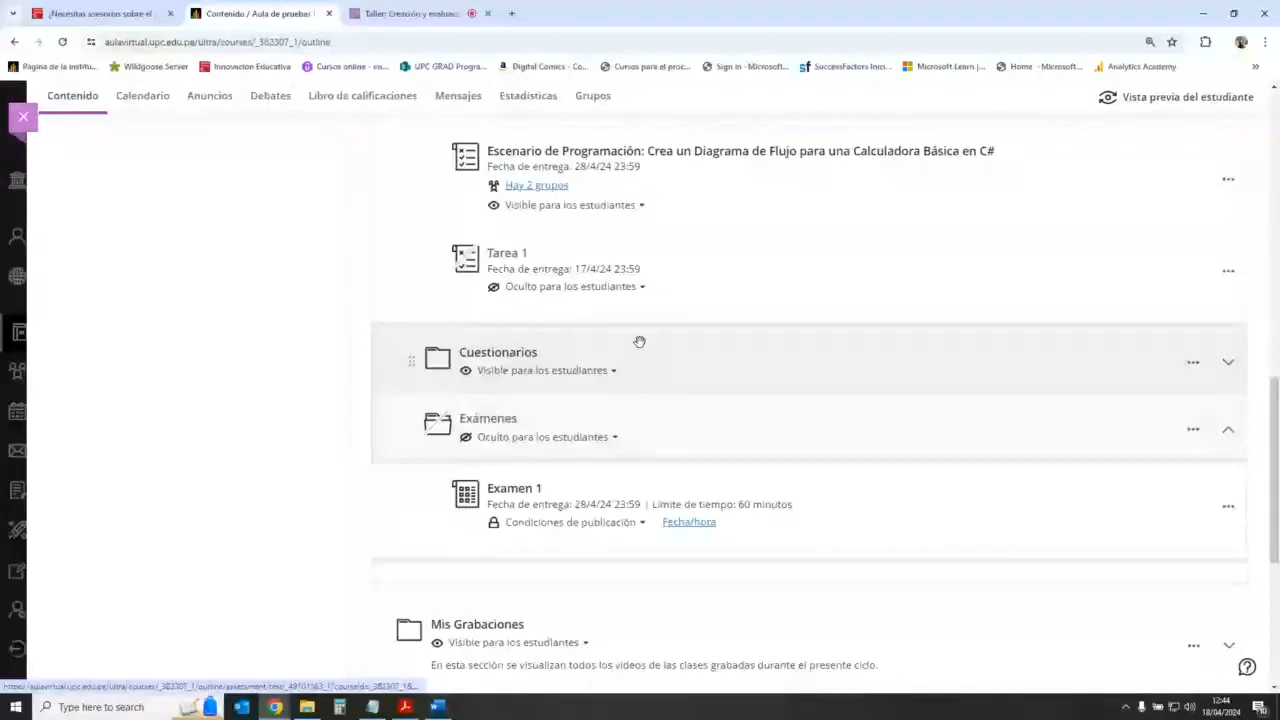 ¿Necesitas asesorías sobre el
Contenido / Aula de pruebas
Taller: Creación y evaluac
aulavirtual.upc.edu.pe/ultra/courses/_382307_1/outline
Página de la institu...
Wildgoose Server
Innovación Educativa
Cursos online - en...
UPC GRAD Progra...
Digital Comics - Co...
Cursos para el proc...
Sign In - Microsoft...
SuccessFactors Inici...
Microsoft Learn |...
Home - Microsoft...
Analytics Academy
Contenido
Calendario
Anuncios
Debates
Libro de calificaciones
Mensajes
Estadísticas
Grupos
Vista previa del estudiante
Escenario de Programación: Crea un Diagrama de Flujo para una Calculadora Básica en C#
Fecha de entrega: 28/4/24 23:59
Hay 2 grupos
Visible para los estudiantes
Tarea 1
Fecha de entrega: 17/4/24 23:59
Oculto para los estudiantes
Cuestionarios
Visible para los estudiantes
Exámenes
Oculto para los estudiantes
Examen 1
Fecha de entrega: 28/4/24 23:59 | Límite de tiempo: 60 minutos
Condiciones de publicación
Fecha/hora
Mis Grabaciones
Visible para los estudiantes
En esta sección se visualizan todos los videos de las clases grabadas durante el presente ciclo.
Type here to search
12:44
18/04/2024